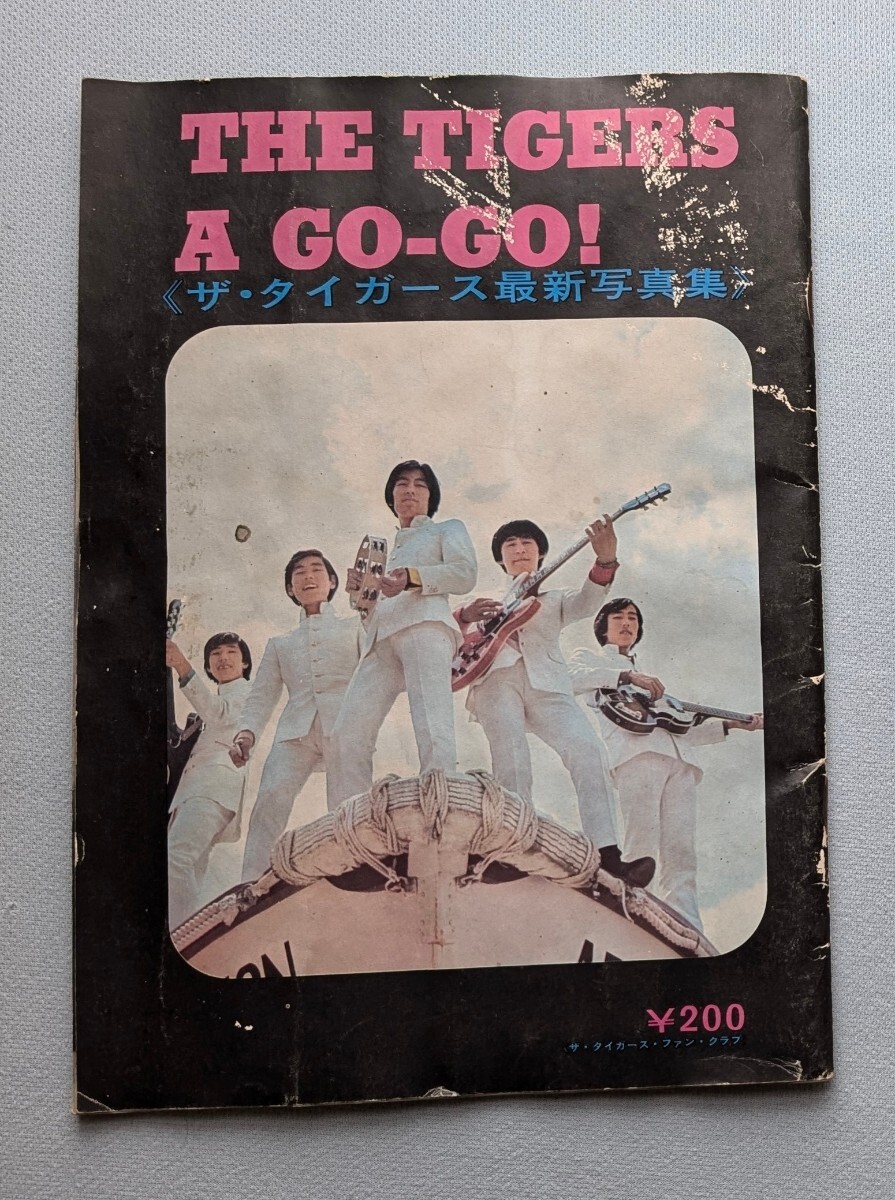 THE TIGERS
A GO-GO!
《ザ・タイガース最新写真集》
¥200
ザ・タイガース・ファン・クラブ